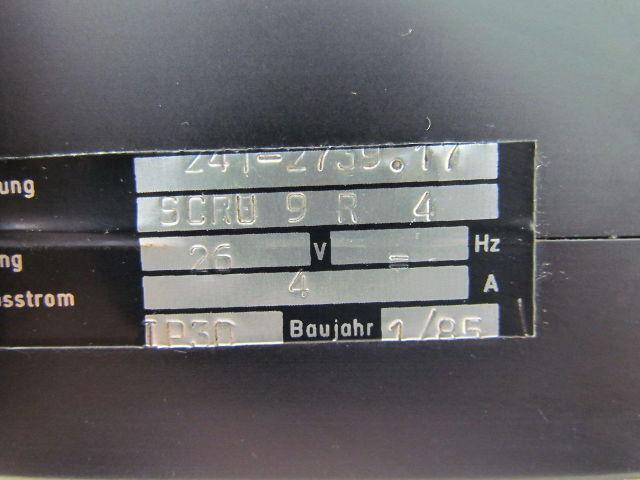 241-2739.17
ung SCRU 9 R 4
ng 26 V = Hz
sstrom 4 A
IP30 Baujahr 1/85